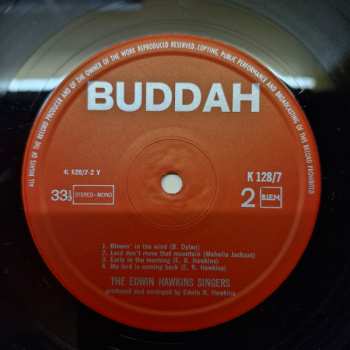 ALL RIGHTS OF THE RECORD PRODUCER AND OF THE OWNER OF THE WORK REPRODUCED RESERVED. COPYING, PUBLIC PERFORMANCE AND BROADCASTING OF THIS RECORD PROHIBITED
BUDDAH
K 128/7-2 Y
K 128/7
33⅓ STEREO - MONO
2 B.I.E.M
1. Blowin' in the wind (B. Dylan)
2. Lord don't move that mountain (Mahalia Jackson)
3. Early in the morning (E. R. Hawkins)
4. My lord is coming back (E. R. Hawkins)
THE EDWIN HAWKINS SINGERS
produced and arranged by Edwin R. Hawkins